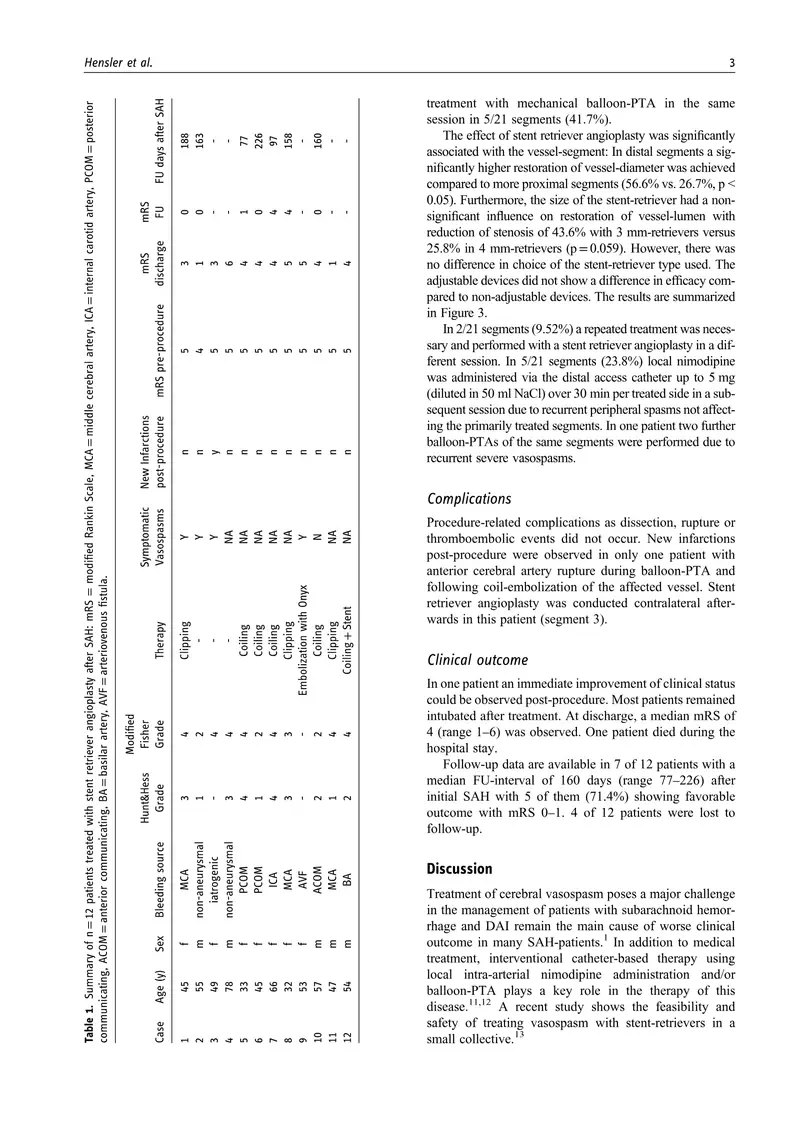 Hensler et al.
3
Table 1. Summary of n = 12 patients treated with stent retriever angioplasty after SAH: mRS = modified Rankin Scale, MCA = middle cerebral artery, ICA = internal carotid artery, PCOM = posterior
communicating, ACOM = anterior communicating, BA = basilar artery, AVF = arteriovenous fistula.
Case Age (y) Sex Bleeding source Hunt&Hess Grade Modified Fisher Grade Therapy Symptomatic Vasospasms New Infarctions post-procedure mRS pre-procedure mRS discharge mRS FU FU days after SAH
1 45 f MCA 3 4 Clipping Y n 5 3 0 188
2 55 m non-aneurysmal 1 2 - Y n 4 1 0 163
3 49 f iatrogenic - 4 - Y y 5 3 - -
4 78 m non-aneurysmal 3 4 - NA n 5 6 - -
5 33 f PCOM 4 4 Coiling NA n 5 4 1 77
6 45 f PCOM 1 2 Coiling NA n 5 4 0 226
7 66 f ICA 4 4 Coiling NA n 5 4 4 97
8 32 f MCA 3 3 Clipping NA n 5 5 4 158
9 53 f AVF - - Embolization with Onyx Y n 5 5 - -
10 57 m ACOM 2 2 Coiling N n 5 4 0 160
11 47 m MCA 1 4 Clipping NA n 5 1 - -
12 54 m BA 2 4 Coiling + Stent NA n 5 4 - -
treatment with mechanical balloon-PTA in the same
session in 5/21 segments (41.7%).
The effect of stent retriever angioplasty was significantly
associated with the vessel-segment: In distal segments a sig-
nificantly higher restoration of vessel-diameter was achieved
compared to more proximal segments (56.6% vs. 26.7%, p <
0.05). Furthermore, the size of the stent-retriever had a non-
significant influence on restoration of vessel-lumen with
reduction of stenosis of 43.6% with 3 mm-retrievers versus
25.8% in 4 mm-retrievers (p = 0.059). However, there was
no difference in choice of the stent-retriever type used. The
adjustable devices did not show a difference in efficacy com-
pared to non-adjustable devices. The results are summarized
in Figure 3.
In 2/21 segments (9.52%) a repeated treatment was neces-
sary and performed with a stent retriever angioplasty in a dif-
ferent session. In 5/21 segments (23.8%) local nimodipine
was administered via the distal access catheter up to 5 mg
(diluted in 50 ml NaCl) over 30 min per treated side in a sub-
sequent session due to recurrent peripheral spasms not affect-
ing the primarily treated segments. In one patient two further
balloon-PTAs of the same segments were performed due to
recurrent severe vasospasms.
Complications
Procedure-related complications as dissection, rupture or
thromboembolic events did not occur. New infarctions
post-procedure were observed in only one patient with
anterior cerebral artery rupture during balloon-PTA and
following coil-embolization of the affected vessel. Stent
retriever angioplasty was conducted contralateral after-
wards in this patient (segment 3).
Clinical outcome
In one patient an immediate improvement of clinical status
could be observed post-procedure. Most patients remained
intubated after treatment. At discharge, a median mRS of
4 (range 1–6) was observed. One patient died during the
hospital stay.
Follow-up data are available in 7 of 12 patients with a
median FU-interval of 160 days (range 77–226) after
initial SAH with 5 of them (71.4%) showing favorable
outcome with mRS 0–1. 4 of 12 patients were lost to
follow-up.
Discussion
Treatment of cerebral vasospasm poses a major challenge
in the management of patients with subarachnoid hemor-
rhage and DAI remain the main cause of worse clinical
outcome in many SAH-patients.1 In addition to medical
treatment, interventional catheter-based therapy using
local intra-arterial nimodipine administration and/or
balloon-PTA plays a key role in the therapy of this
disease.11,12 A recent study shows the feasibility and
safety of treating vasospasm with stent-retrievers in a
small collective.13